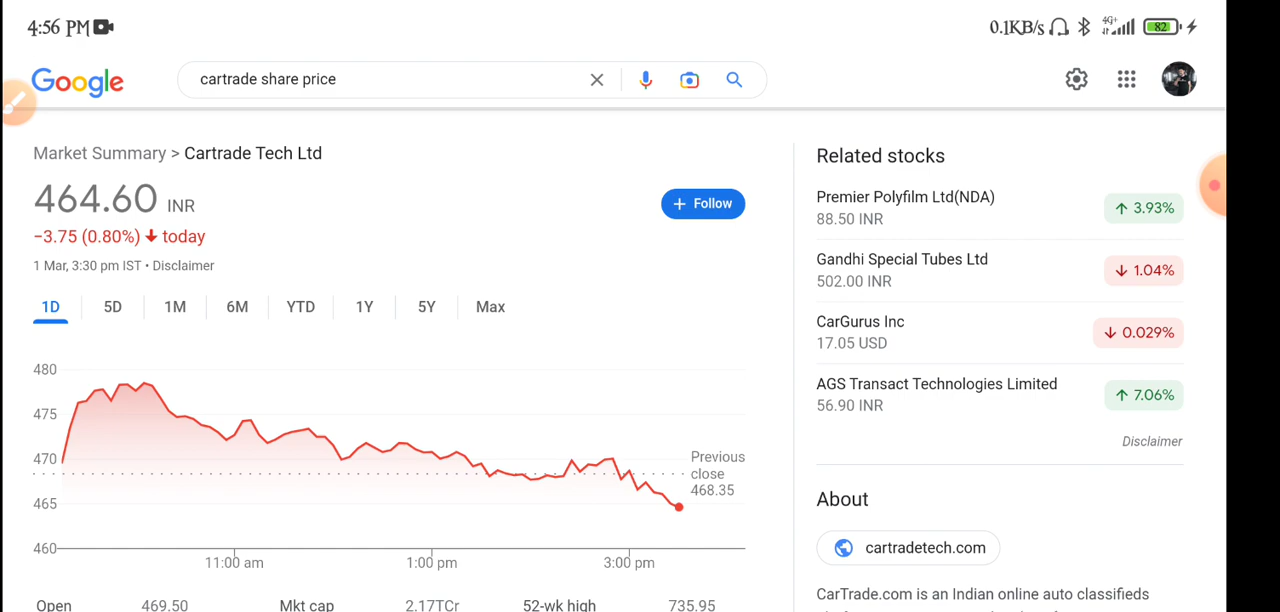 4:56 PM
0.1KB/s
4G+
82
Google
cartrade share price
Market Summary > Cartrade Tech Ltd
464.60 INR
+ Follow
−3.75 (0.80%) ↓ today
1 Mar, 3:30 pm IST • Disclaimer
1D
5D
1M
6M
YTD
1Y
5Y
Max
480
475
470
465
460
Previous
close
468.35
11:00 am
1:00 pm
3:00 pm
Open 469.50
Mkt cap 2.17TCr
52-wk high 735.95
Related stocks
Premier Polyfilm Ltd(NDA)
88.50 INR
↑ 3.93%
Gandhi Special Tubes Ltd
502.00 INR
↓ 1.04%
CarGurus Inc
17.05 USD
↓ 0.029%
AGS Transact Technologies Limited
56.90 INR
↑ 7.06%
Disclaimer
About
cartradetech.com
CarTrade.com is an Indian online auto classifieds